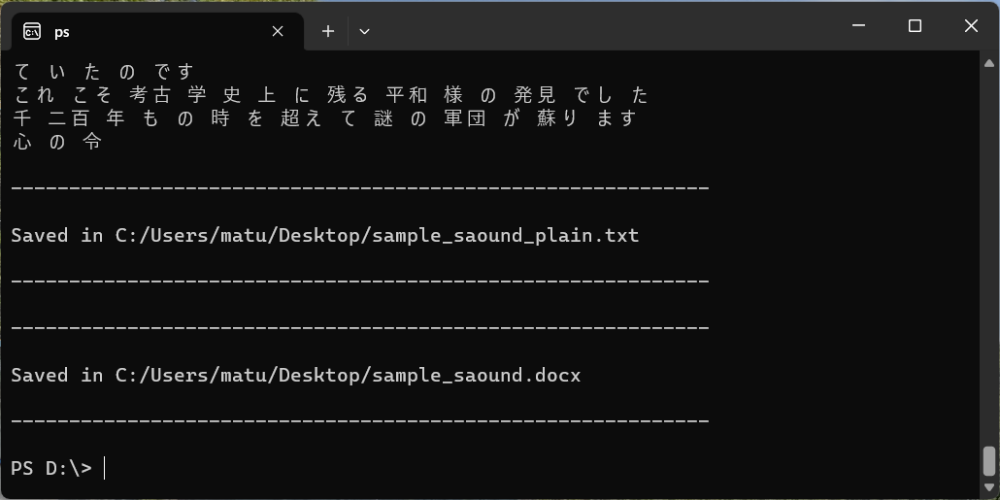 ps
て い た の です
これ こそ 考古 学 史 上 に 残る 平和 様 の 発見 でし た
千 二百 年 も の 時 を 超え て 謎 の 軍団 が 蘇り ます
心 の 令
------------------------------------------------------------
Saved in C:/Users/matu/Desktop/sample_saound_plain.txt
------------------------------------------------------------
------------------------------------------------------------
Saved in C:/Users/matu/Desktop/sample_saound.docx
------------------------------------------------------------
PS D:\>